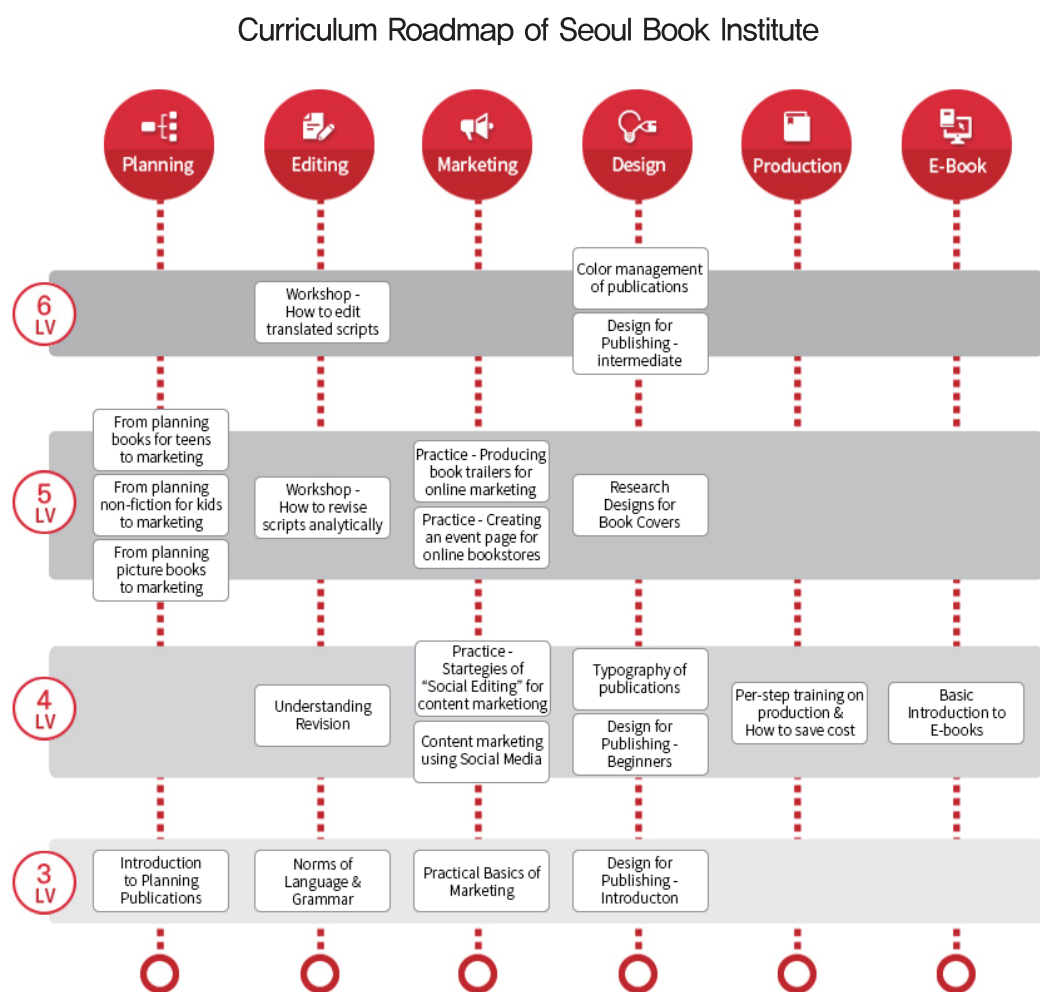 Curriculum Roadmap of Seoul Book Institute
Planning
Editing
Marketing
Design
Production
E-Book
6
LV
Workshop -
How to edit
translated scripts
Color management
of publications
Design for
Publishing -
intermediate
5
LV
From planning
books for teens
to marketing
From planning
non-fiction for kids
to marketing
From planning
picture books
to marketing
Workshop -
How to revise
scripts analytically
Practice - Producing
book trailers for
online marketing
Practice - Creating
an event page for
online bookstores
Research
Designs for
Book Covers
4
LV
Understanding
Revision
Practice -
Startegies of
“Social Editing” for
content marketiong
Content marketing
using Social Media
Typography of
publications
Design for
Publishing -
Beginners
Per-step training on
production &
How to save cost
Basic
Introduction to
E-books
3
LV
Introduction
to Planning
Publications
Norms of
Language &
Grammar
Practical Basics of
Marketing
Design for
Publishing -
Introducton